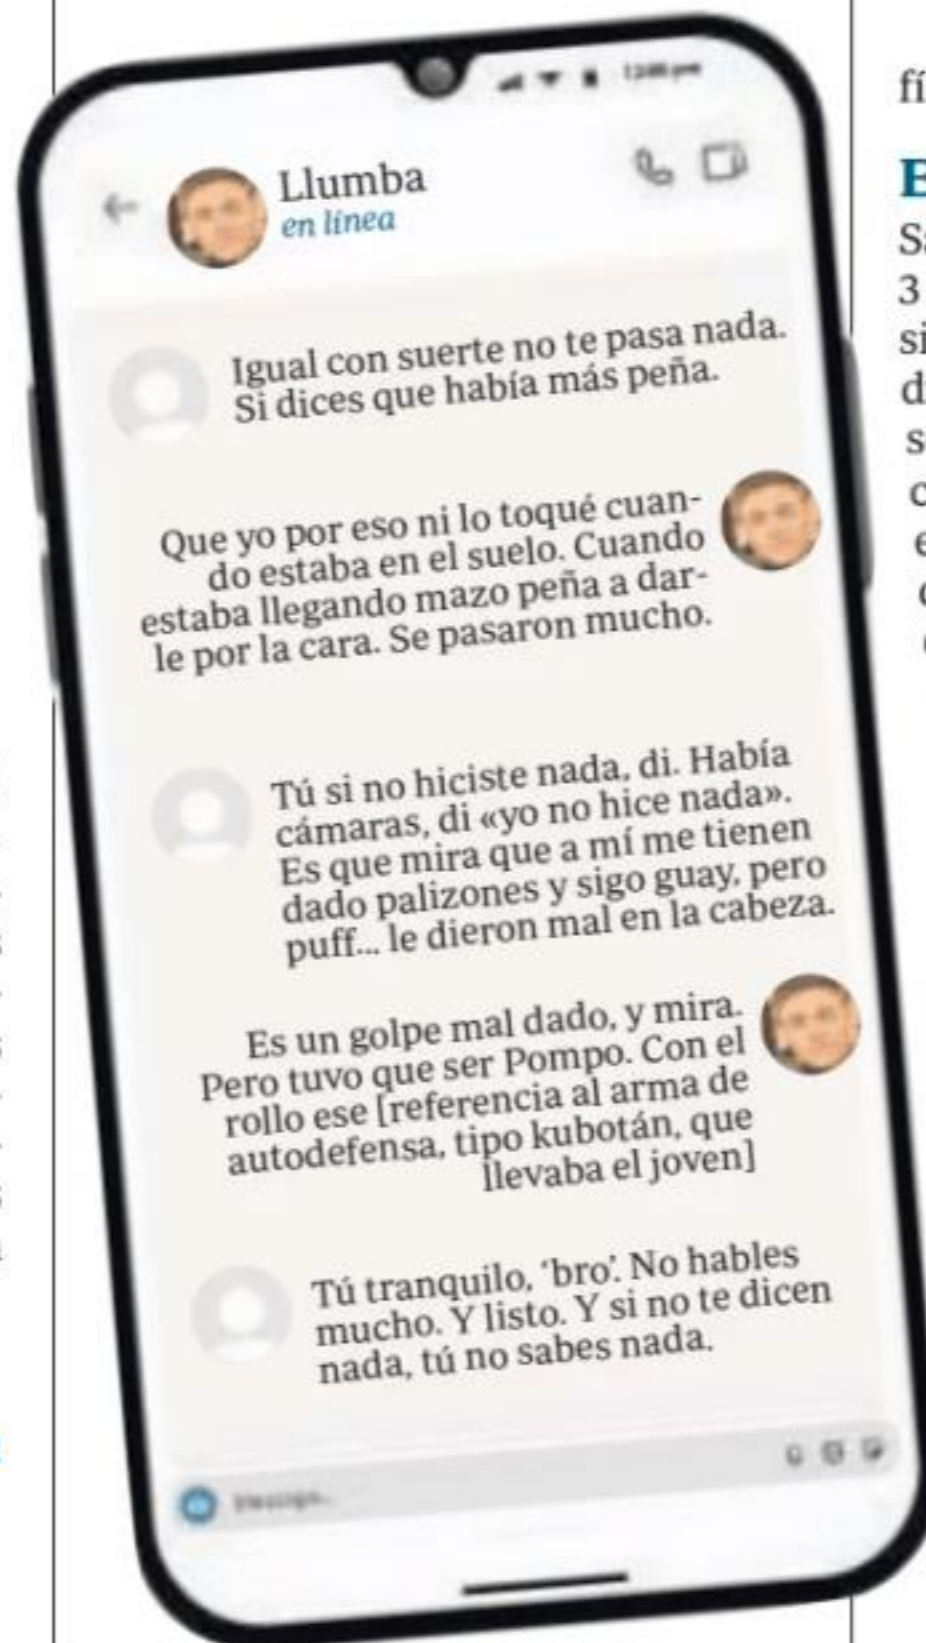 Llumba
en línea
Igual con suerte no te pasa nada.
Si dices que había más peña.
Que yo por eso ni lo toqué cuan-
do estaba en el suelo. Cuando
estaba llegando mazo peña a dar-
le por la cara. Se pasaron mucho.
Tú si no hiciste nada, di. Había
cámaras, di «yo no hice nada».
Es que mira que a mí me tienen
dado palizones y sigo guay, pero
puff... le dieron mal en la cabeza.
Es un golpe mal dado, y mira.
Pero tuvo que ser Pompo. Con el
rollo ese [referencia al arma de
autodefensa, tipo kubotán, que
llevaba el joven]
Tú tranquilo, ‘bro’. No hables
mucho. Y listo. Y si no te dicen
nada, tú no sabes nada.